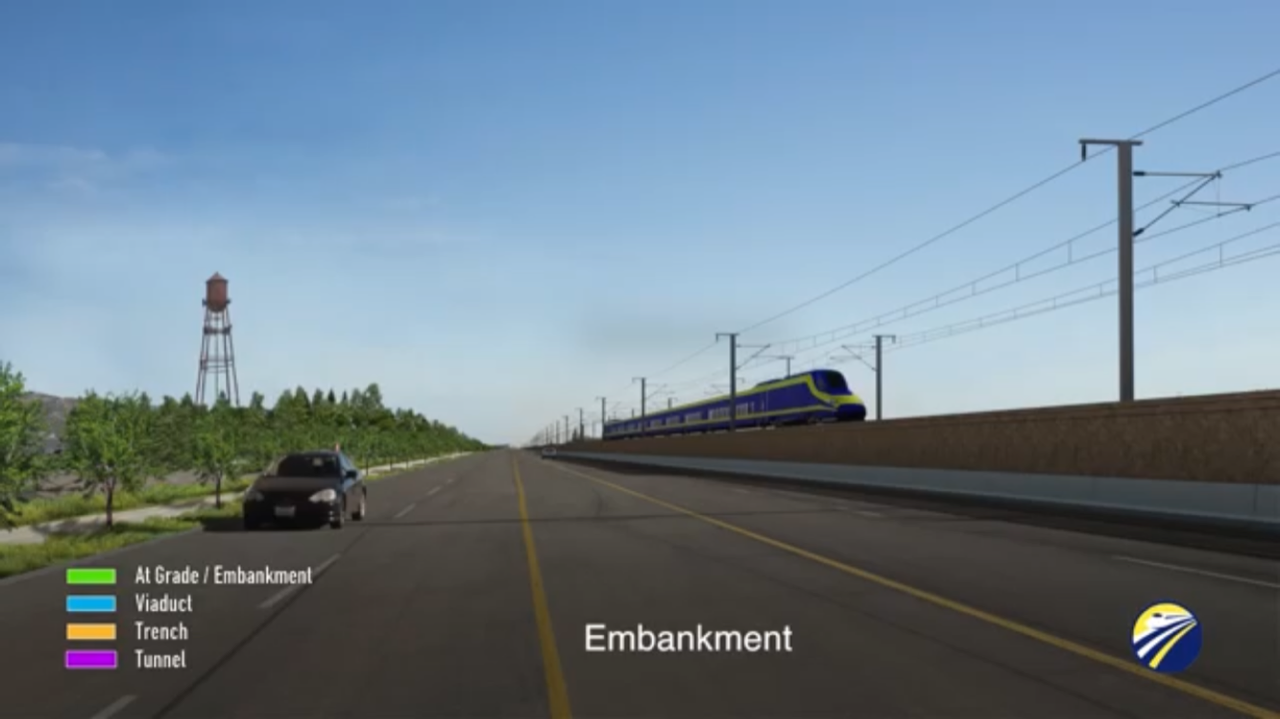 At Grade / Embankment
Viaduct
Trench
Tunnel
Embankment